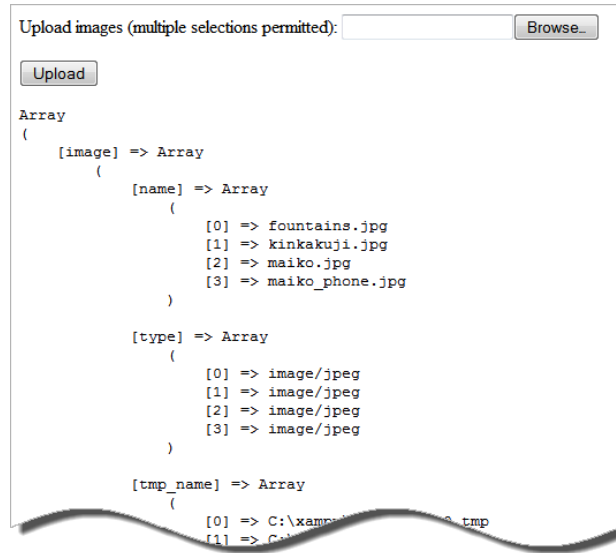 Upload images (multiple selections permitted): Browse..
Upload
Array
(
[image] => Array
(
[name] => Array
(
[0] => fountains.jpg
[1] => kinkakuji.jpg
[2] => maiko.jpg
[3] => maiko_phone.jpg
)
[type] => Array
(
[0] => image/jpeg
[1] => image/jpeg
[2] => image/jpeg
[3] => image/jpeg
)
[tmp_name] => Array
(
[0] => tmp
[1] =>